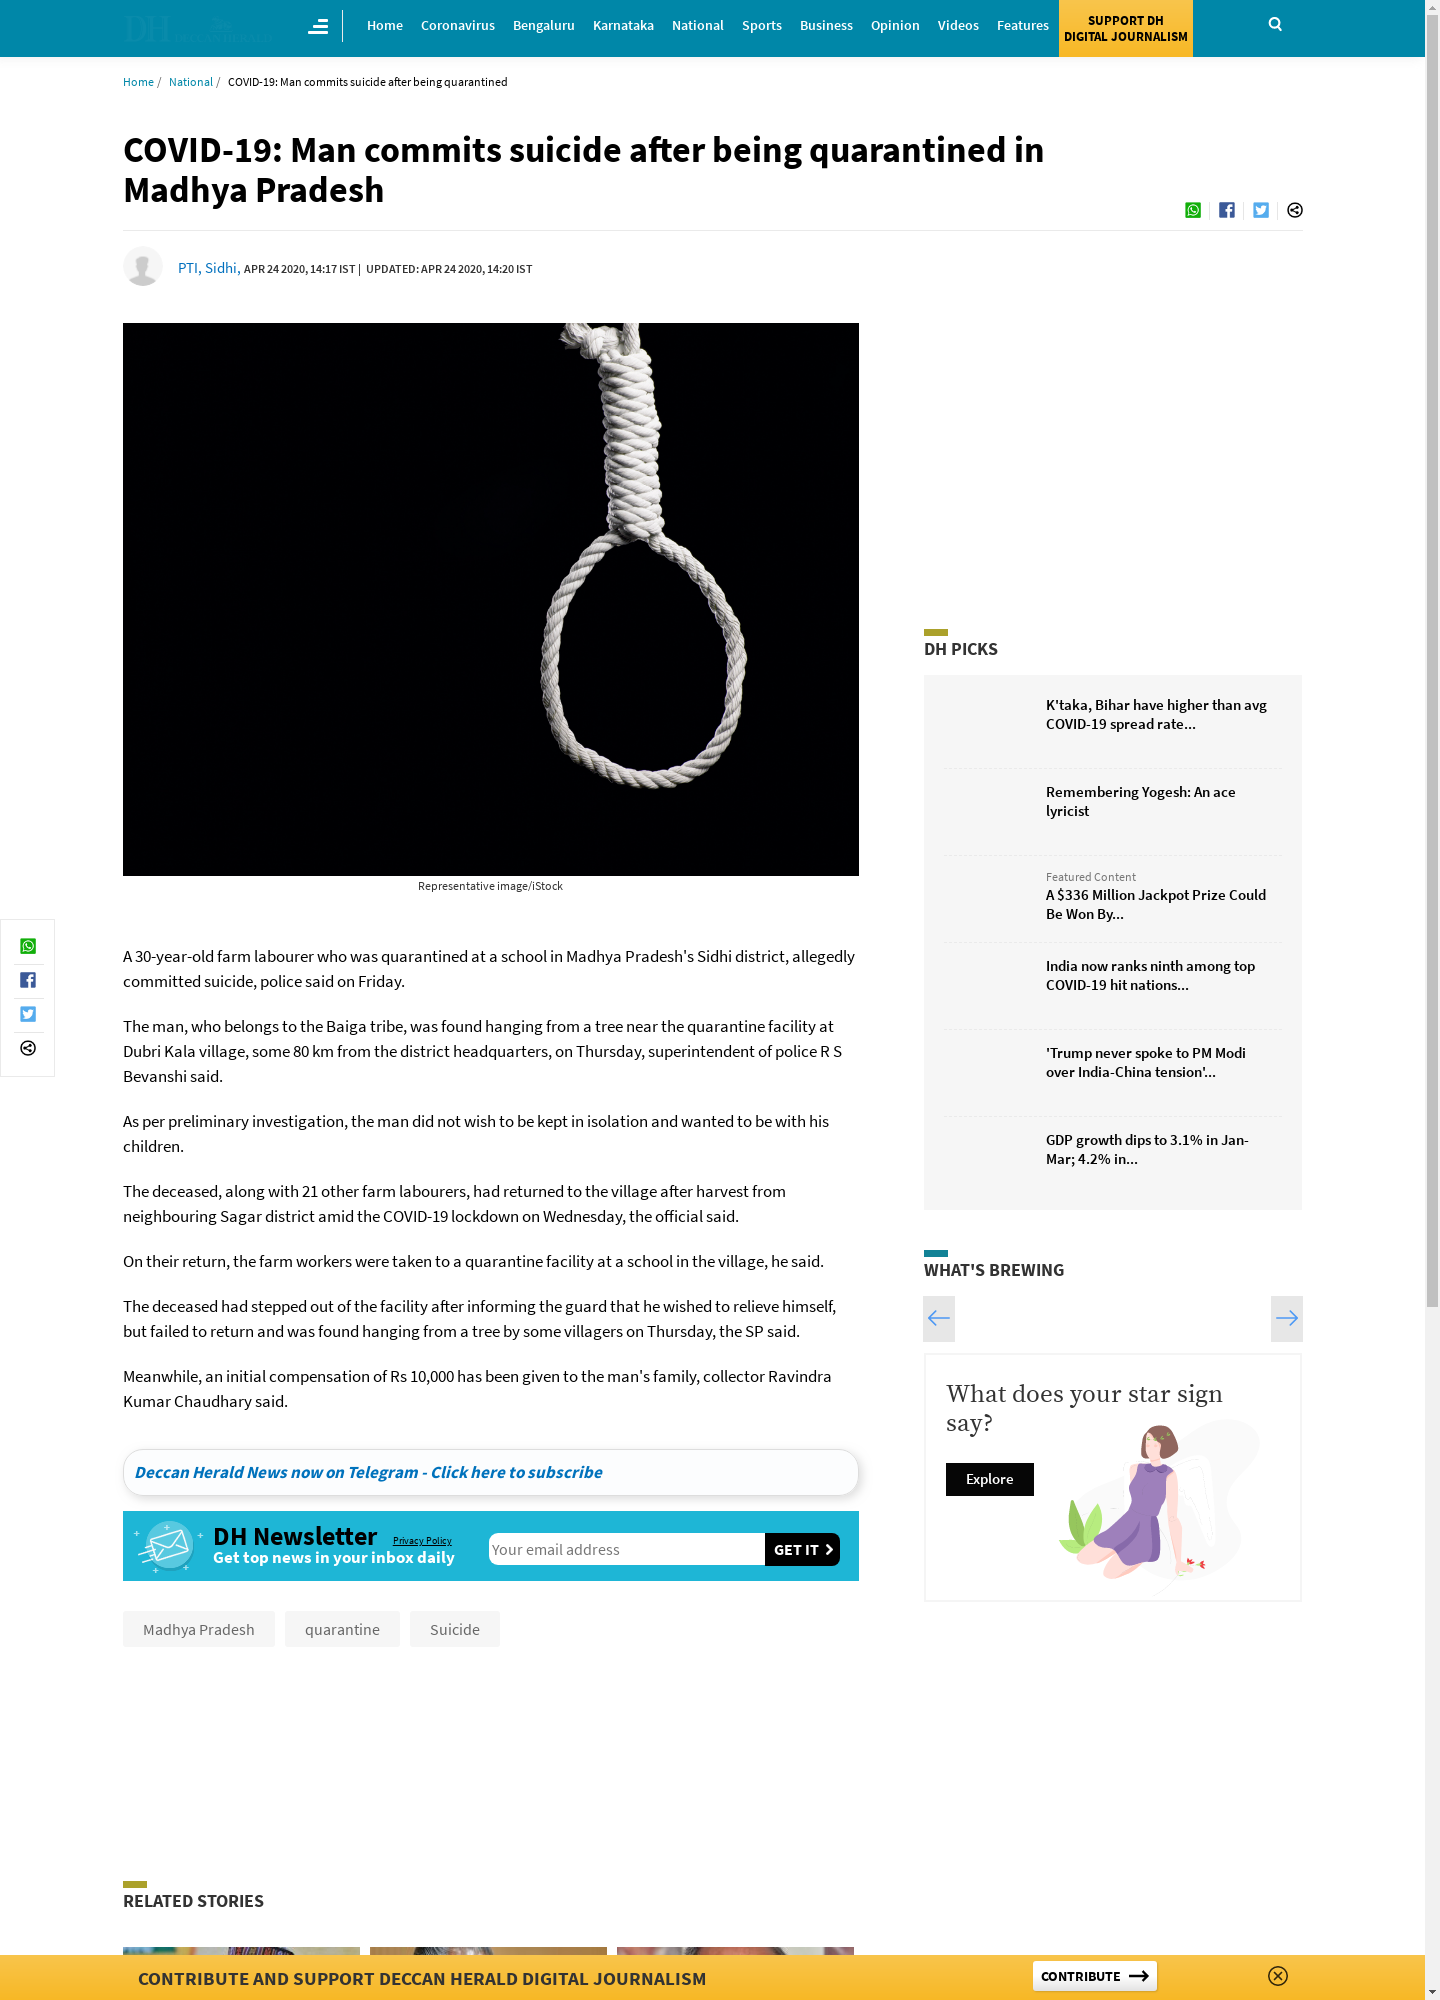 DH DECCAN HERALD
Home Coronavirus Bengaluru Karnataka National Sports Business Opinion Videos Features
SUPPORT DH
DIGITAL JOURNALISM
Home / National / COVID-19: Man commits suicide after being quarantined
COVID-19: Man commits suicide after being quarantined in
Madhya Pradesh
PTI, Sidhi, APR 24 2020, 14:17 IST | UPDATED: APR 24 2020, 14:20 IST
Representative image/iStock
A 30-year-old farm labourer who was quarantined at a school in Madhya Pradesh's Sidhi district, allegedly
committed suicide, police said on Friday.
The man, who belongs to the Baiga tribe, was found hanging from a tree near the quarantine facility at
Dubri Kala village, some 80 km from the district headquarters, on Thursday, superintendent of police R S
Bevanshi said.
As per preliminary investigation, the man did not wish to be kept in isolation and wanted to be with his
children.
The deceased, along with 21 other farm labourers, had returned to the village after harvest from
neighbouring Sagar district amid the COVID-19 lockdown on Wednesday, the official said.
On their return, the farm workers were taken to a quarantine facility at a school in the village, he said.
The deceased had stepped out of the facility after informing the guard that he wished to relieve himself,
but failed to return and was found hanging from a tree by some villagers on Thursday, the SP said.
Meanwhile, an initial compensation of Rs 10,000 has been given to the man's family, collector Ravindra
Kumar Chaudhary said.
Deccan Herald News now on Telegram - Click here to subscribe
DH Newsletter Privacy Policy
Get top news in your inbox daily
Your email address
GET IT
Madhya Pradesh quarantine Suicide
DH PICKS
K'taka, Bihar have higher than avg
COVID-19 spread rate...
Remembering Yogesh: An ace
lyricist
Featured Content
A $336 Million Jackpot Prize Could
Be Won By...
India now ranks ninth among top
COVID-19 hit nations...
'Trump never spoke to PM Modi
over India-China tension'...
GDP growth dips to 3.1% in Jan-
Mar; 4.2% in...
WHAT'S BREWING
What does your star sign
say?
Explore
RELATED STORIES
CONTRIBUTE AND SUPPORT DECCAN HERALD DIGITAL JOURNALISM
CONTRIBUTE